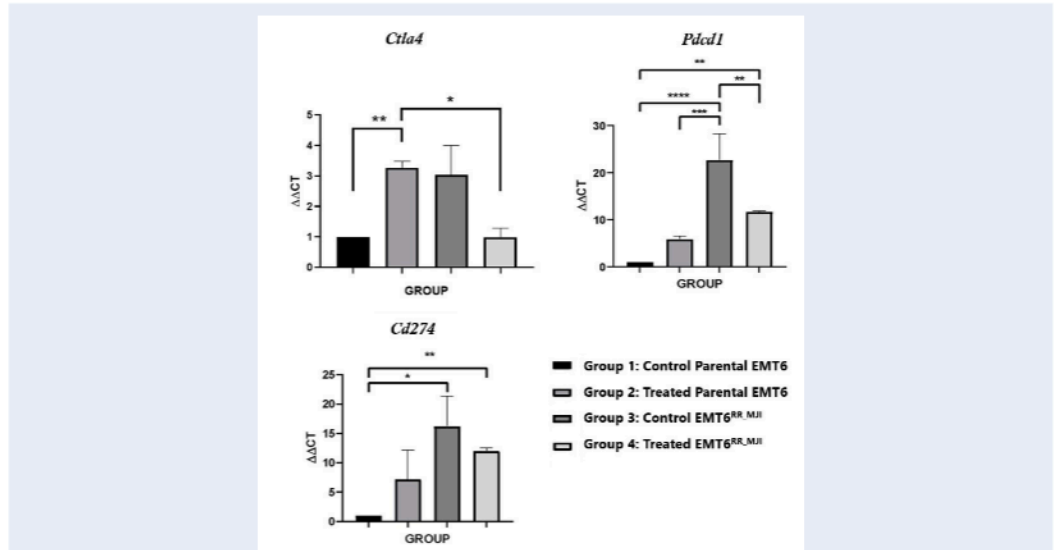 Ctla4
**
*
5
4
3
2
1
0
ΔΔCT
GROUP
Pdcd1
**
**
****
***
30
20
10
0
ΔΔCT
GROUP
Cd274
**
*
25
20
15
10
5
0
ΔΔCT
GROUP
Group 1: Control Parental EMT6
Group 2: Treated Parental EMT6
Group 3: Control EMT6RR_MJI
Group 4: Treated EMT6RR_MJI